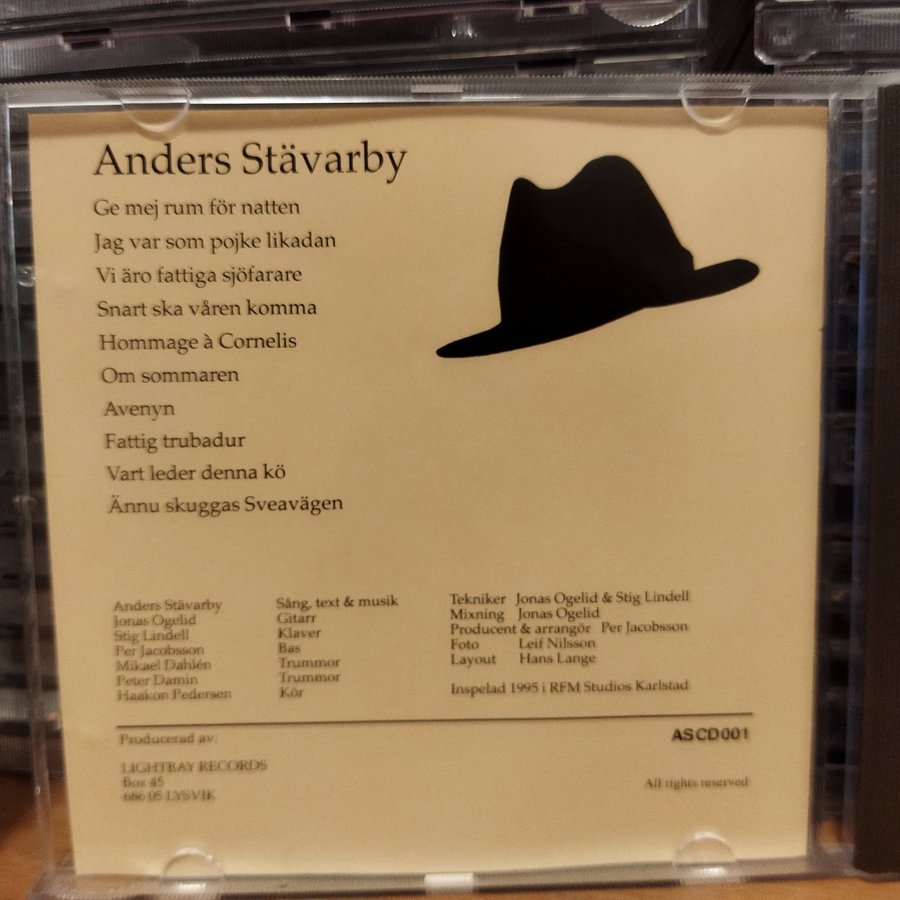 Anders Stävarby
Ge mej rum för natten
Jag var som pojke likadan
Vi äro fattiga sjöfarare
Snart ska våren komma
Hommage à Cornelis
Om sommaren
Avenyn
Fattig trubadur
Vart leder denna kö
Ännu skuggas Sveavägen
Anders Stävarby Sång, text & musik
Jonas Ogelid Gitarr
Stig Lindell Klaver
Per Jacobsson Bas
Mikael Dahlén Trummor
Peter Damin Trummor
Haakon Pedersen Kör
Tekniker Jonas Ogelid & Stig Lindell
Mixning Jonas Ogelid
Producent & arrangör Per Jacobsson
Foto Leif Nilsson
Layout Hans Lange
Inspelad 1995 i RFM Studios Karlstad
Producerad av:
ASCD001
LIGHTBAY RECORDS
Box 45
686 05 LYSVIK
All rights reserved